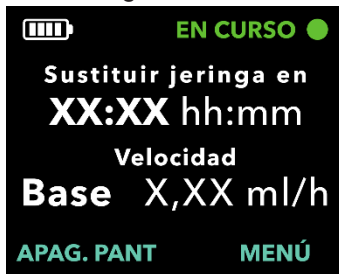 EN CURSO
Sustituir jeringa en
XX:XX hh:mm
Velocidad
Base X,XX ml/h
APAG. PANT MENÚ